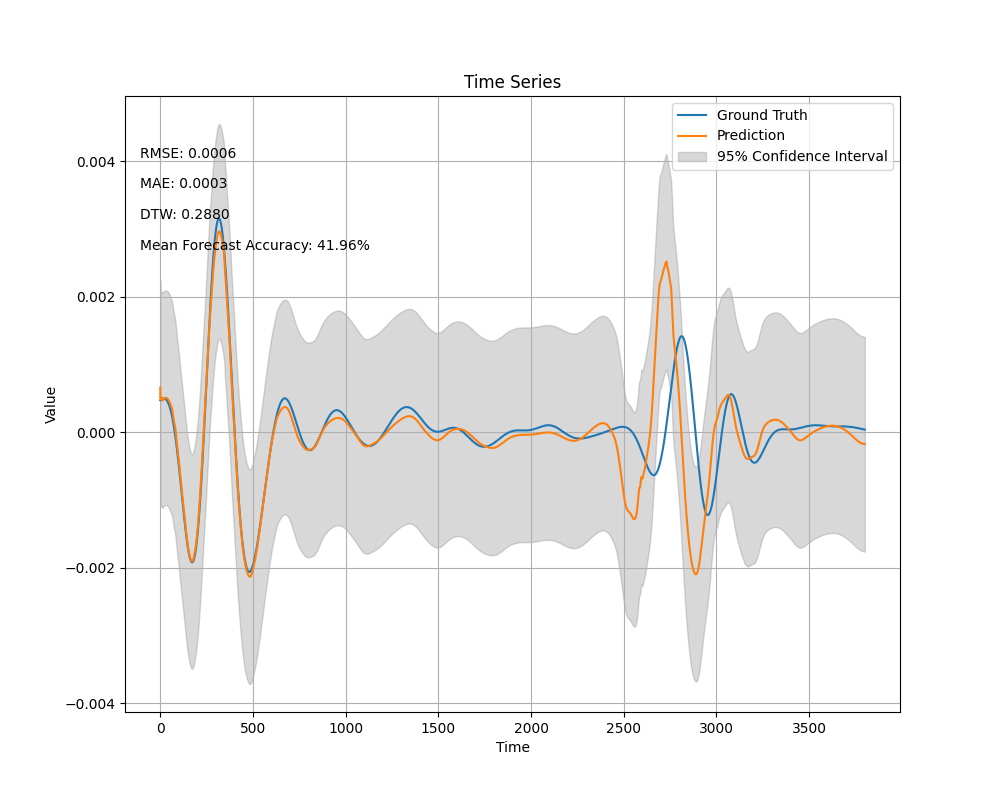 Time Series
Ground Truth
Prediction
95% Confidence Interval
RMSE: 0.0006
MAE: 0.0003
DTW: 0.2880
Mean Forecast Accuracy: 41.96%
Value
0.004
0.002
0.000
−0.002
−0.004
0 500 1000 1500 2000 2500 3000 3500
Time